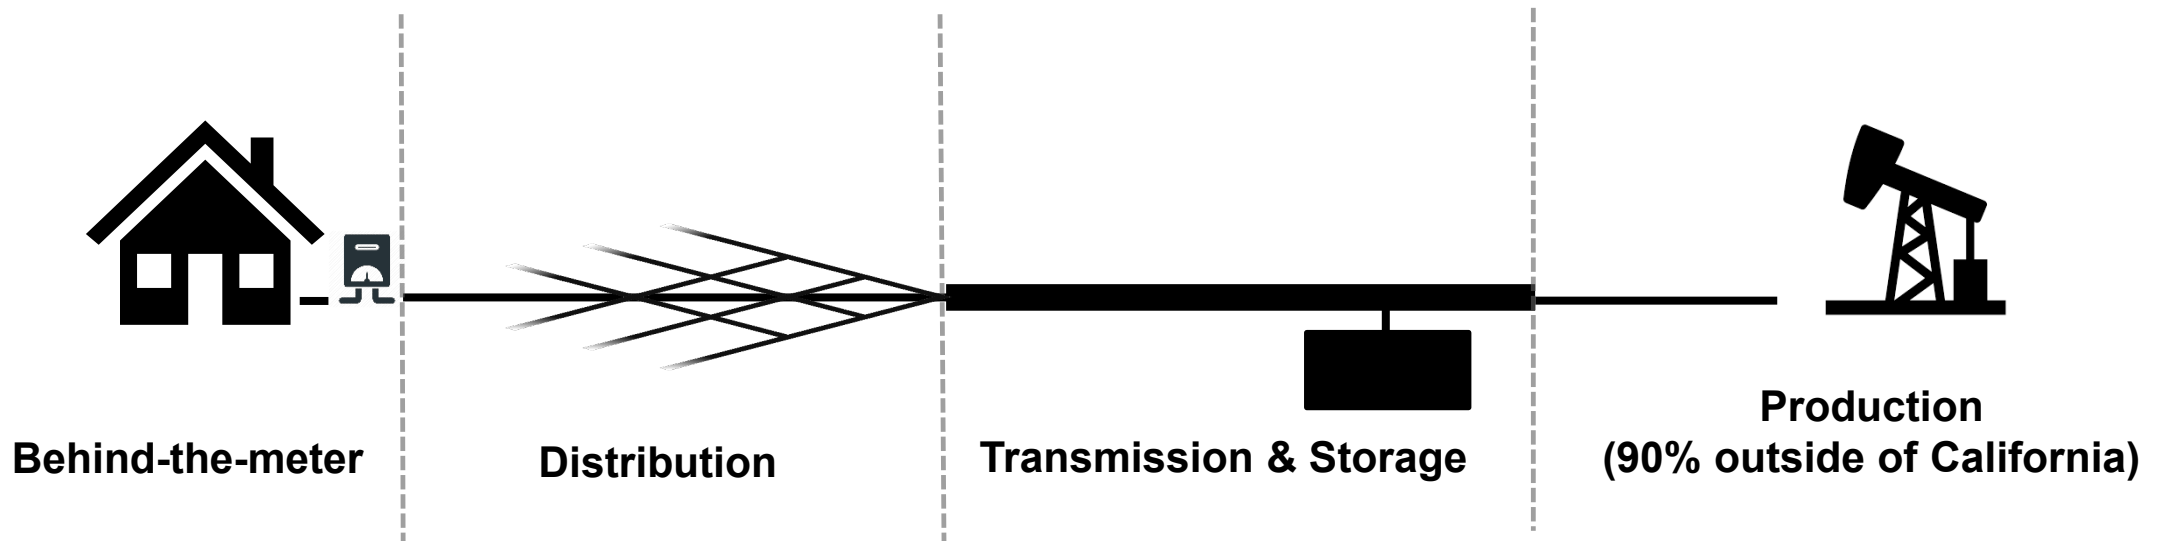 Behind-the-meter
Distribution
Transmission & Storage
Production
(90% outside of California)